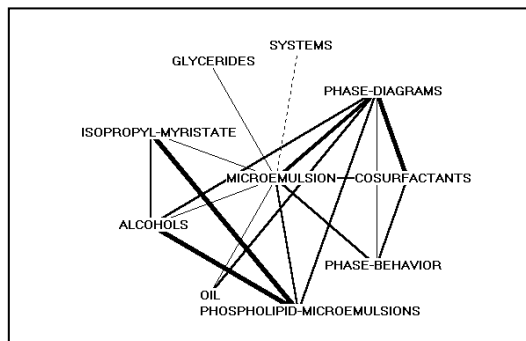 SYSTEMS
GLYCERIDES
PHASE-DIAGRAMS
ISOPROPYL-MYRISTATE
MICROEMULSION
COSURFACTANTS
ALCOHOLS
PHASE-BEHAVIOR
OIL
PHOSPHOLIPID-MICROEMULSIONS